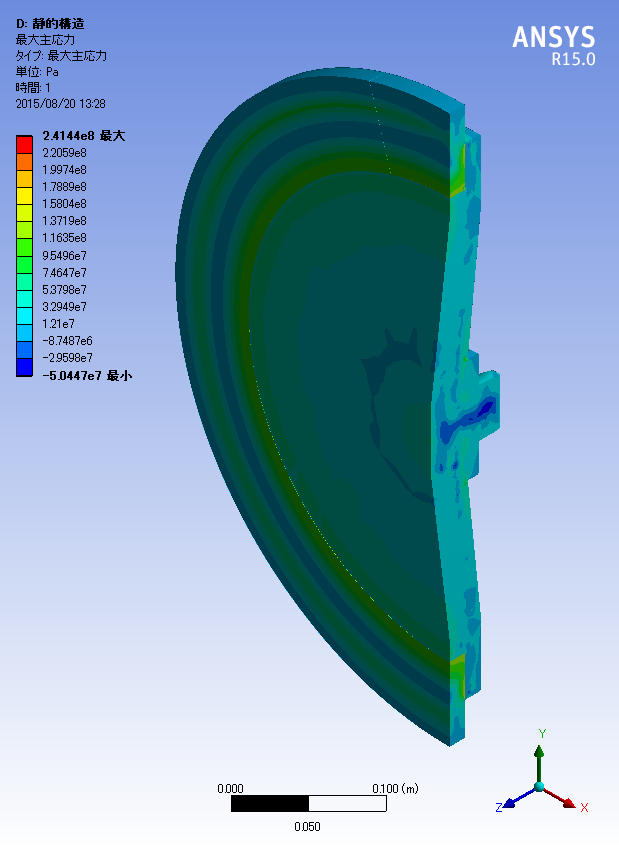 D: 静的構造
最大主応力
タイプ: 最大主応力
単位: Pa
時間: 1
2015/08/20 13:28
ANSYS
R15.0
2.4144e8 最大
2.2059e8
1.9974e8
1.7889e8
1.5804e8
1.3719e8
1.1635e8
9.5496e7
7.4647e7
5.3798e7
3.2949e7
1.21e7
-8.7487e6
-2.9598e7
-5.0447e7 最小
Y
Z X
0.000 0.100 (m)
0.050